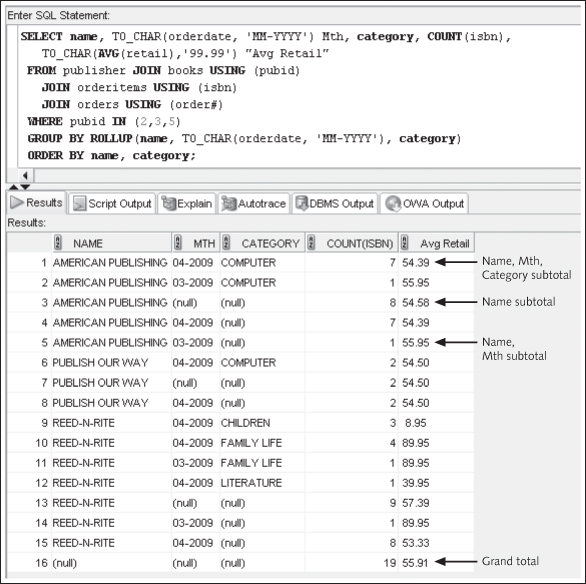 Enter SQL Statement:
SELECT name, TO_CHAR(orderdate, 'MM-YYYY') Mth, category, COUNT(isbn),
TO_CHAR(AVG(retail),'99.99') "Avg Retail"
FROM publisher JOIN books USING (pubid)
JOIN orderitems USING (isbn)
JOIN orders USING (order#)
WHERE pubid IN (2,3,5)
GROUP BY ROLLUP(name, TO_CHAR(orderdate, 'MM-YYYY'), category)
ORDER BY name, category;
Results Script Output Explain Autotrace DBMS Output OWA Output
Results:
NAME MTH CATEGORY COUNT(ISBN) Avg Retail
1 AMERICAN PUBLISHING 04-2009 COMPUTER 7 54.39 Name, Mth,
Category subtotal
2 AMERICAN PUBLISHING 03-2009 COMPUTER 1 55.95
3 AMERICAN PUBLISHING (null) (null) 8 54.58 Name subtotal
4 AMERICAN PUBLISHING 04-2009 (null) 7 54.39
5 AMERICAN PUBLISHING 03-2009 (null) 1 55.95 Name,
Mth subtotal
6 PUBLISH OUR WAY 04-2009 COMPUTER 2 54.50
7 PUBLISH OUR WAY (null) (null) 2 54.50
8 PUBLISH OUR WAY 04-2009 (null) 2 54.50
9 REED-N-RITE 04-2009 CHILDREN 3 8.95
10 REED-N-RITE 04-2009 FAMILY LIFE 4 89.95
11 REED-N-RITE 03-2009 FAMILY LIFE 1 89.95
12 REED-N-RITE 04-2009 LITERATURE 1 39.95
13 REED-N-RITE (null) (null) 9 57.39
14 REED-N-RITE 03-2009 (null) 1 89.95
15 REED-N-RITE 04-2009 (null) 8 53.33
16 (null) (null) (null) 19 55.91 Grand total